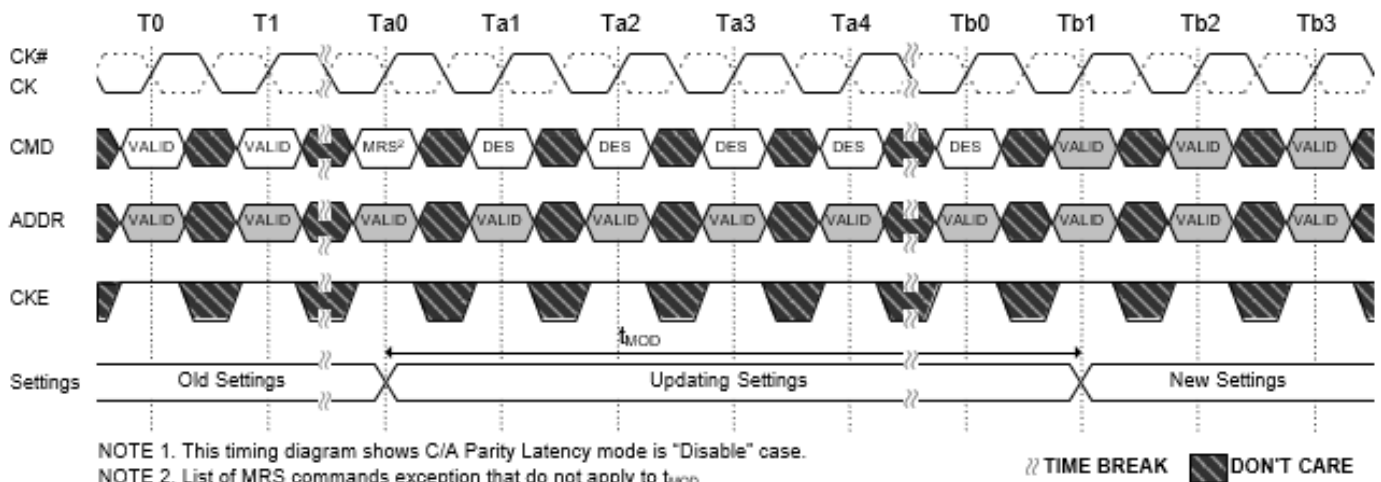 T0 T1 Ta0 Ta1 Ta2 Ta3 Ta4 Tb0 Tb1 Tb2 Tb3
CK#
CK
CMD VALID VALID MRS² DES DES DES DES DES VALID VALID VALID
ADDR VALID VALID VALID VALID VALID VALID VALID VALID VALID VALID VALID
CKE
tMOD
Settings Old Settings Updating Settings New Settings
NOTE 1. This timing diagram shows C/A Parity Latency mode is "Disable" case.
NOTE 2. List of MRS commands exception that do not apply to tMOD
TIME BREAK DON'T CARE